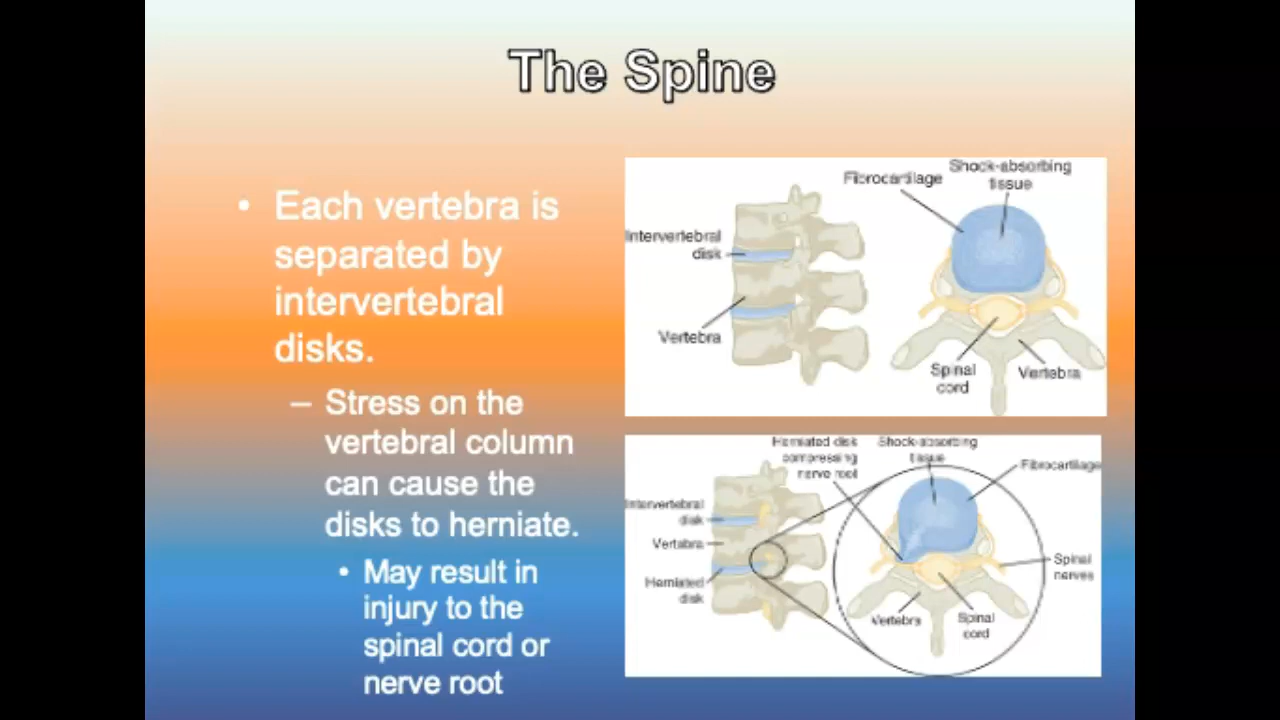 The Spine
• Each vertebra is
separated by
intervertebral
disks.
– Stress on the
vertebral column
can cause the
disks to herniate.
• May result in
injury to the
spinal cord or
nerve root
Fibrocartilage
Shock-absorbing
tissue
Intervertebral
disk
Vertebra
Spinal
cord
Vertebra
Herniated disk
compressing
nerve root
Shock-absorbing
tissue
Fibrocartilage
Intervertebral
disk
Vertebra
Herniated
disk
Spinal
nerves
Vertebra
Spinal
cord